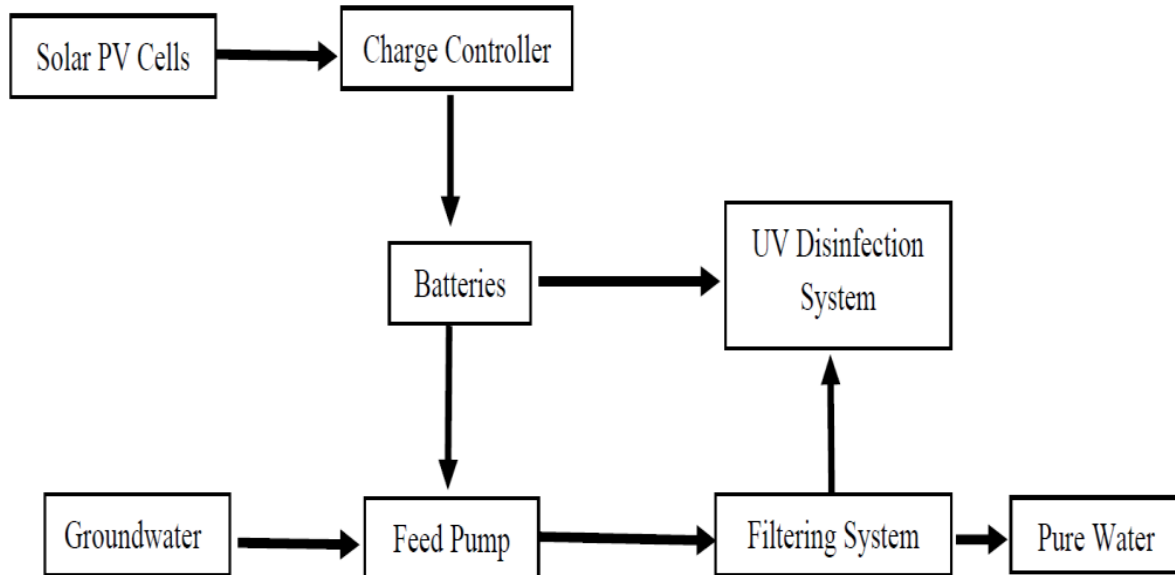 Solar PV Cells
Charge Controller
Batteries
UV Disinfection
System
Groundwater
Feed Pump
Filtering System
Pure Water